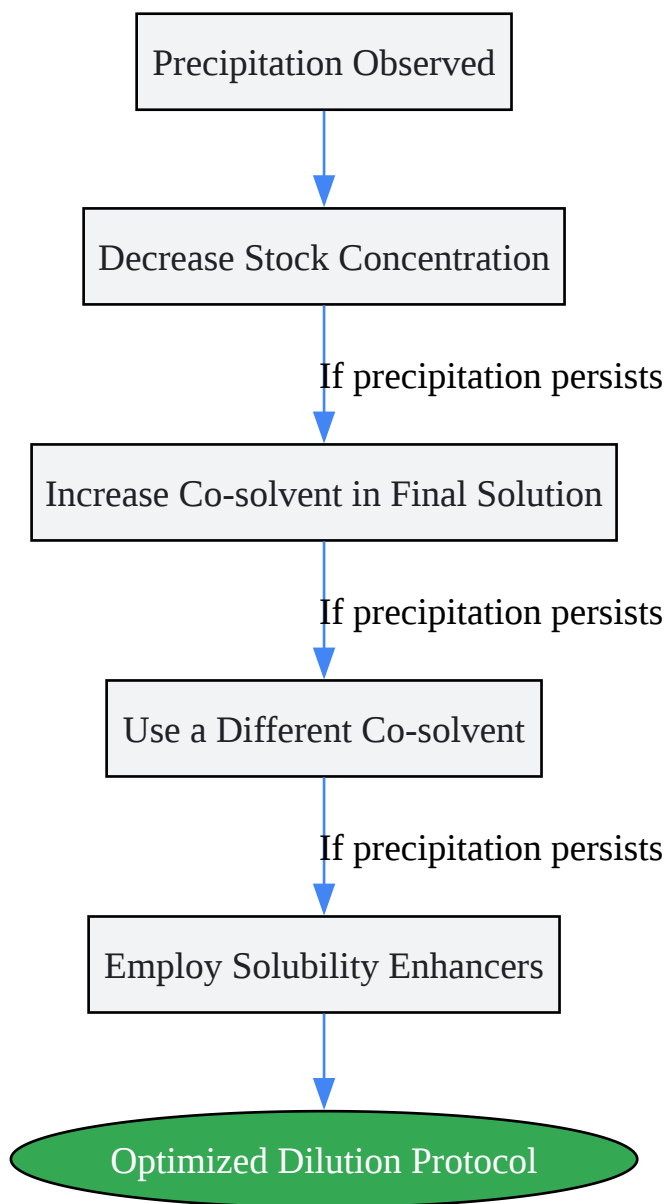 Precipitation Observed
Decrease Stock Concentration
If precipitation persists
Increase Co-solvent in Final Solution
If precipitation persists
Use a Different Co-solvent
If precipitation persists
Employ Solubility Enhancers
Optimized Dilution Protocol